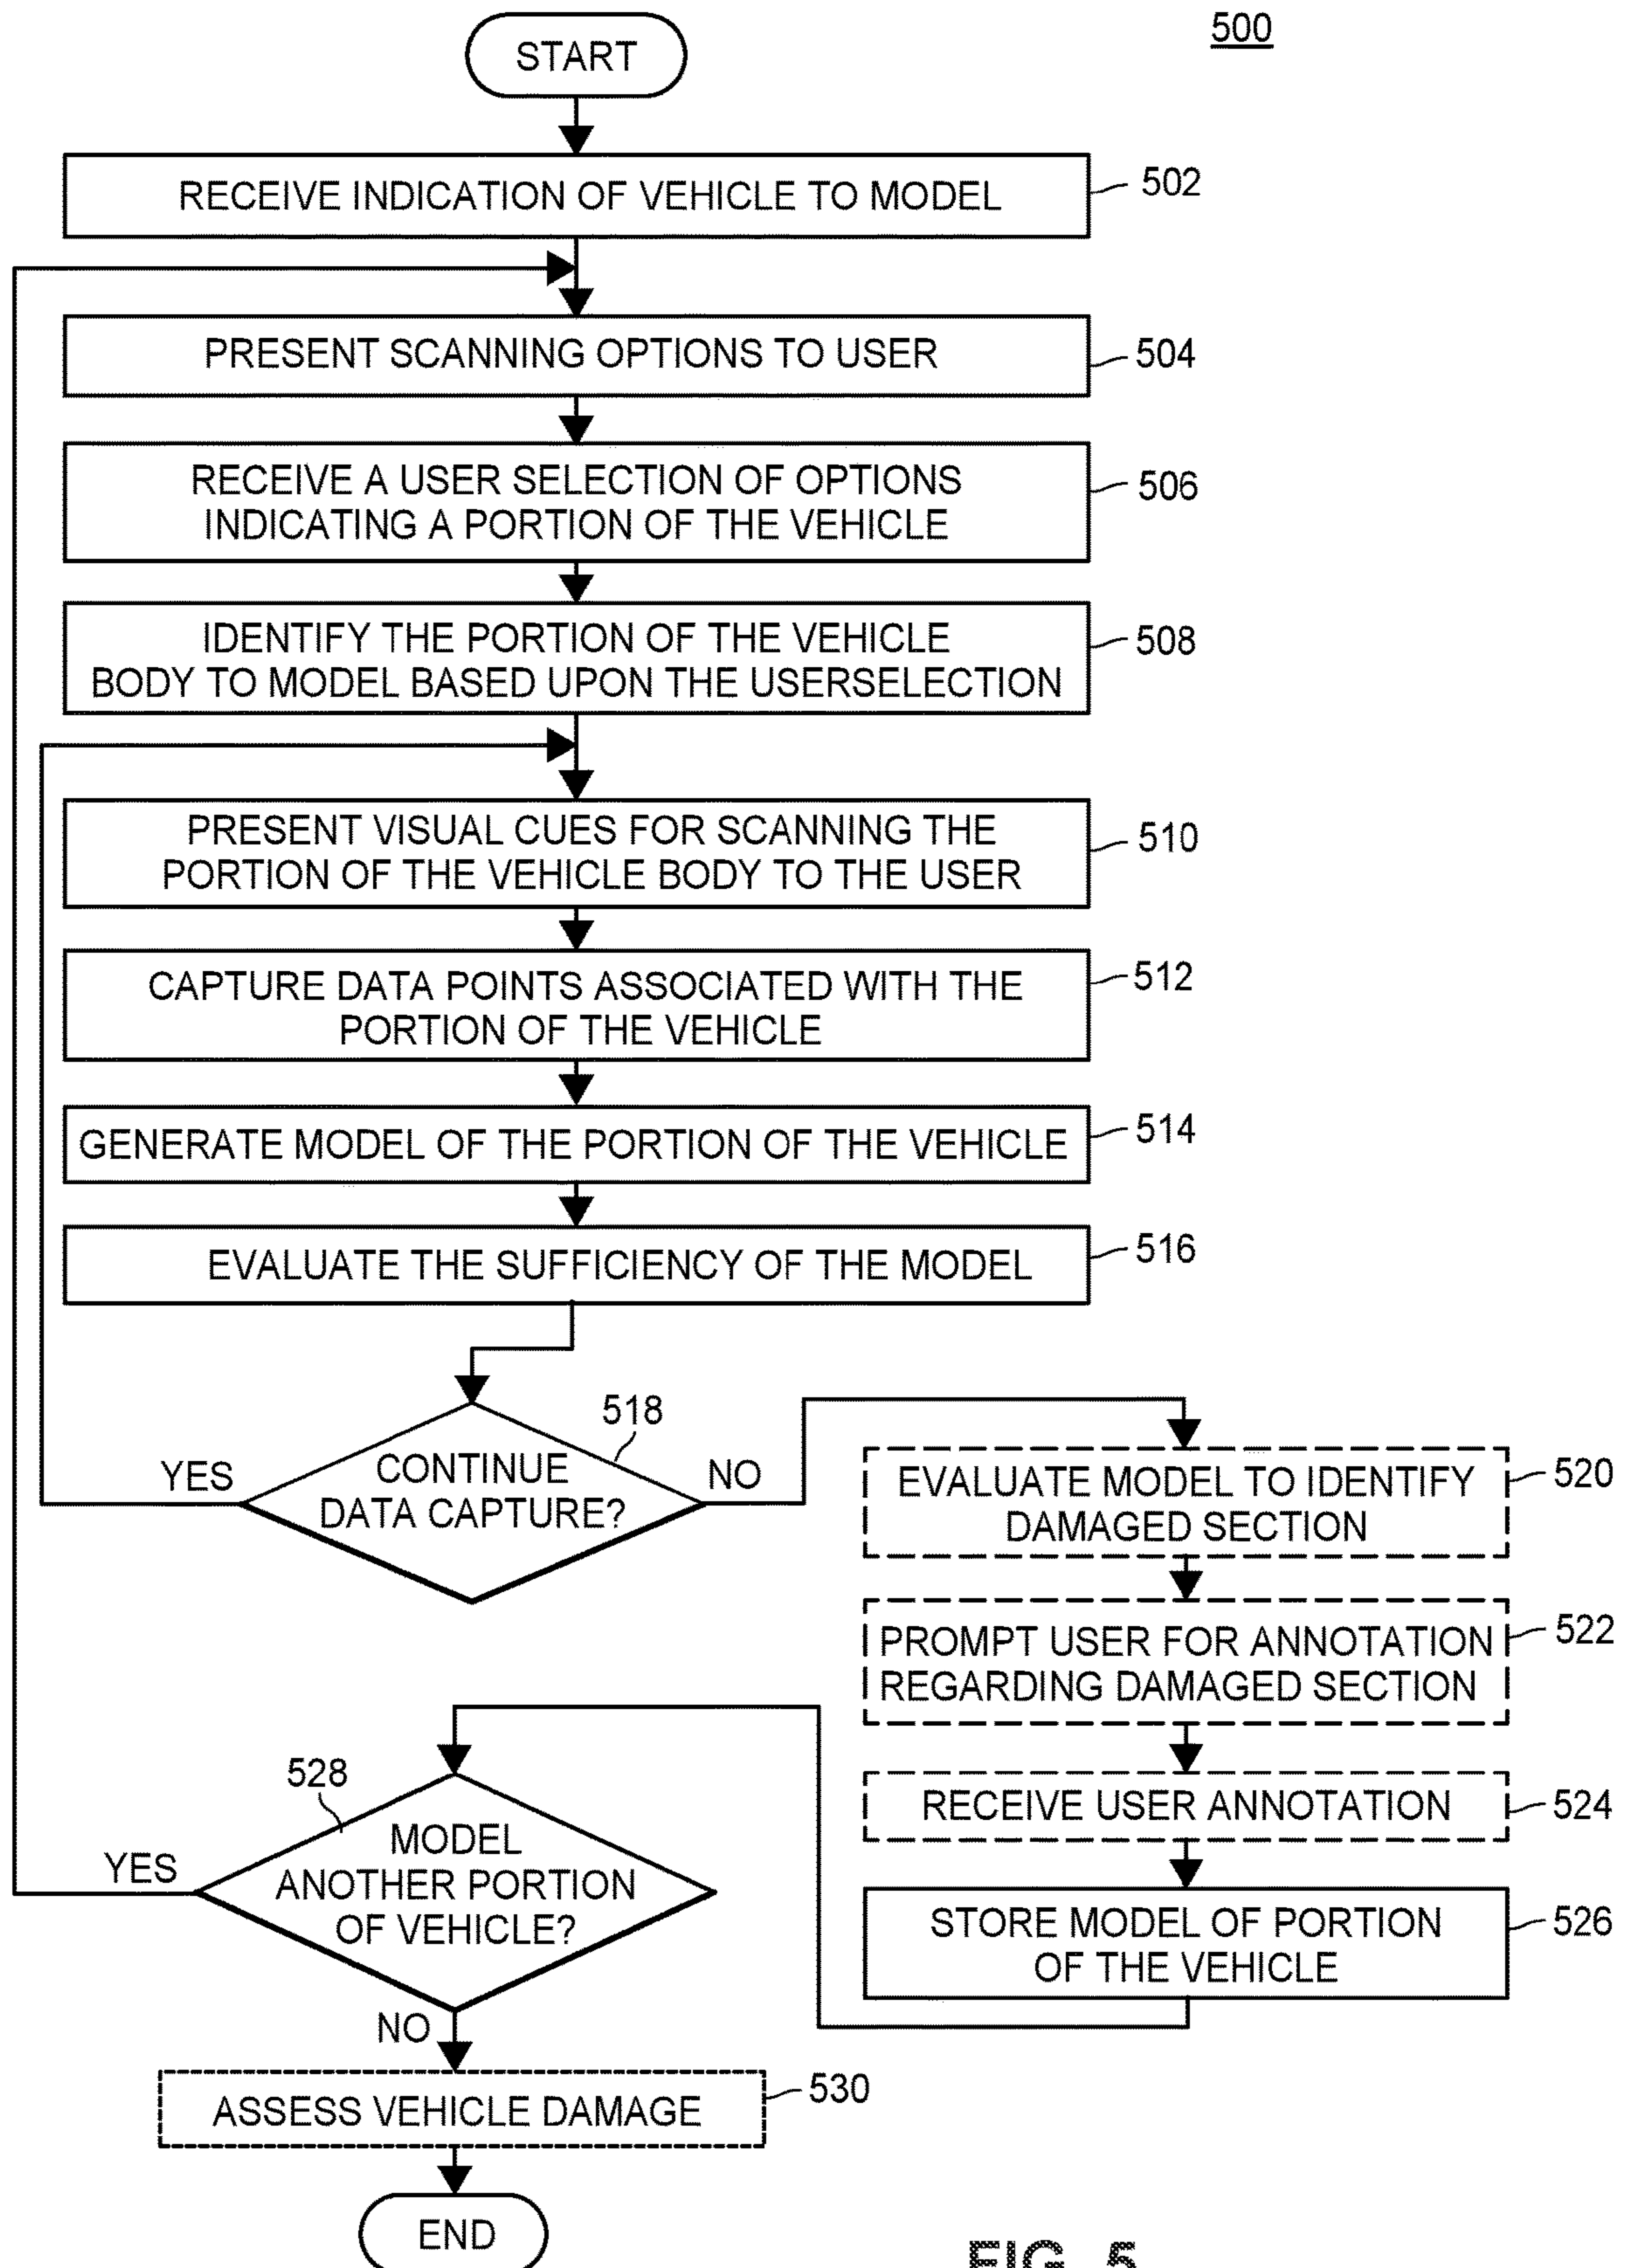 500
START
RECEIVE INDICATION OF VEHICLE TO MODEL
502
PRESENT SCANNING OPTIONS TO USER
504
RECEIVE A USER SELECTION OF OPTIONS
INDICATING A PORTION OF THE VEHICLE
506
IDENTIFY THE PORTION OF THE VEHICLE
BODY TO MODEL BASED UPON THE USERSELECTION
508
PRESENT VISUAL CUES FOR SCANNING THE
PORTION OF THE VEHICLE BODY TO THE USER
510
CAPTURE DATA POINTS ASSOCIATED WITH THE
PORTION OF THE VEHICLE
512
GENERATE MODEL OF THE PORTION OF THE VEHICLE
514
EVALUATE THE SUFFICIENCY OF THE MODEL
516
518
YES
CONTINUE
DATA CAPTURE?
NO
EVALUATE MODEL TO IDENTIFY
DAMAGED SECTION
520
PROMPT USER FOR ANNOTATION
REGARDING DAMAGED SECTION
522
RECEIVE USER ANNOTATION
524
STORE MODEL OF PORTION
OF THE VEHICLE
526
528
YES
MODEL
ANOTHER PORTION
OF VEHICLE?
NO
ASSESS VEHICLE DAMAGE
530
END
FIG. 5